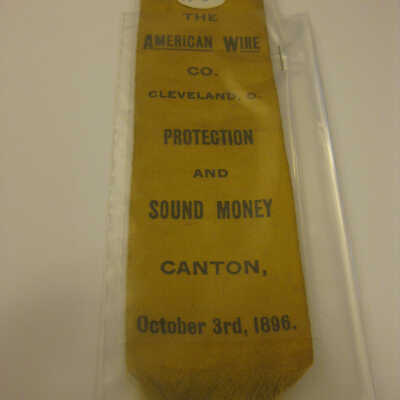 THE
AMERICAN WIRE
CO.
CLEVELAND, O.
PROTECTION
AND
SOUND MONEY
CANTON,
October 3rd, 1896.